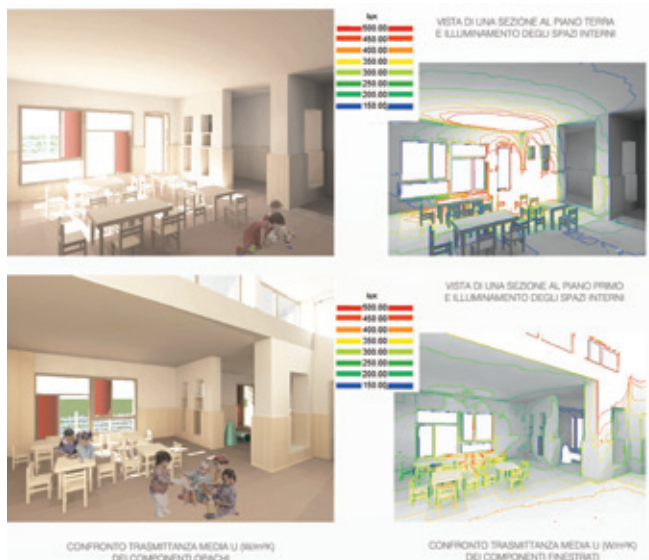 lux
500.00
450.00
400.00
350.00
300.00
250.00
200.00
150.00
VISTA DI UNA SEZIONE AL PIANO TERRA
E ILLUMINAMENTO DEGLI SPAZI INTERNI
lux
500.00
450.00
400.00
350.00
300.00
250.00
200.00
150.00
VISTA DI UNA SEZIONE AL PIANO PRIMO
E ILLUMINAMENTO DEGLI SPAZI INTERNI
CONFRONTO TRASMITTANZA MEDIA U (W/m²K)
DEI COMPONENTI OPACHI
CONFRONTO TRASMITTANZA MEDIA U (W/m²K)
DEI COMPONENTI FINESTRATI